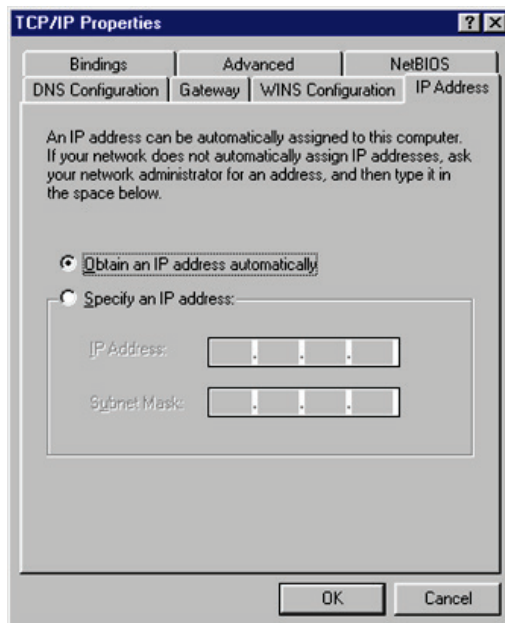 TCP/IP Properties
Bindings Advanced NetBIOS
DNS Configuration Gateway WINS Configuration IP Address
An IP address can be automatically assigned to this computer.
If your network does not automatically assign IP addresses, ask
your network administrator for an address, and then type it in
the space below.
Obtain an IP address automatically
Specify an IP address:
IP Address:
. . .
Subnet Mask:
. . .
OK Cancel